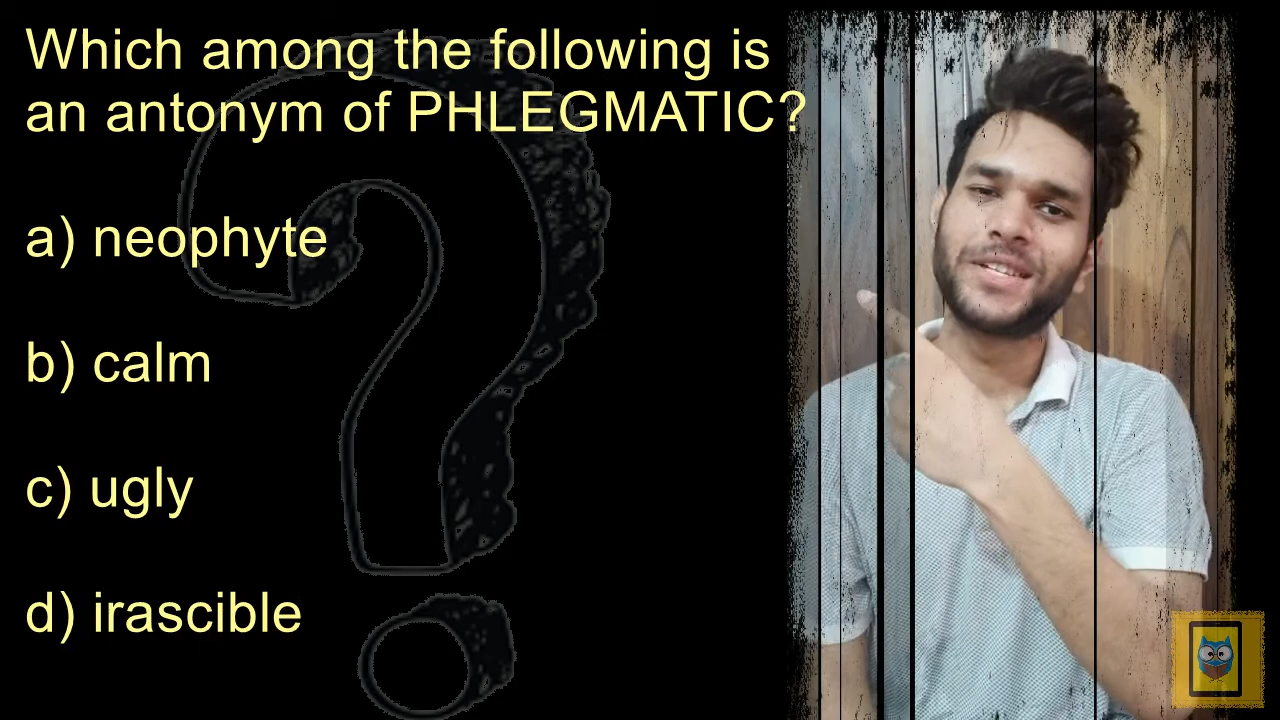 Which among the following is
an antonym of PHLEGMATIC?
a) neophyte
b) calm
c) ugly
d) irascible